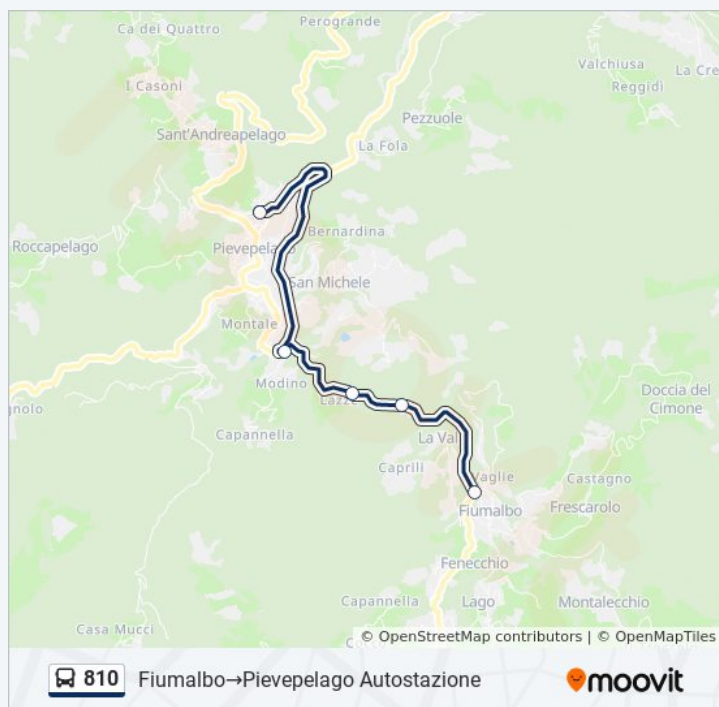 Perogrande
Ca dei Quattro
Valchiusa
La Cre
I Casoni
Reggidì
Pezzuole
Sant'Andreapelago
La Fola
Bernardina
Roccapelago
Pievepelago
San Michele
Montale
Modino
Doccia del
Cimone
gnolo
Lazze
Capannella
La Val
Caprili
Vaglie
Castagno
Fiumalbo
Frescarolo
Fenecchio
Capannella
Lago
Montalecchio
Casa Mucci
© OpenStreetMap contributors | © OpenMapTiles
810 Fiumalbo→Pievepelago Autostazione
moovit